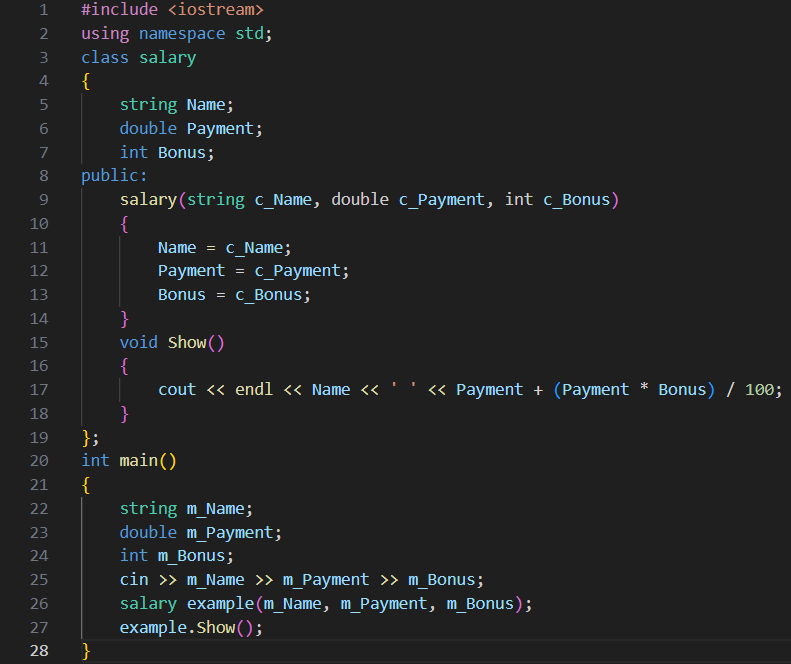 1 #include <iostream>
2 using namespace std;
3 class salary
4 {
5     string Name;
6     double Payment;
7     int Bonus;
8 public:
9     salary(string c_Name, double c_Payment, int c_Bonus)
10     {
11         Name = c_Name;
12         Payment = c_Payment;
13         Bonus = c_Bonus;
14     }
15     void Show()
16     {
17         cout << endl << Name << ' ' << Payment + (Payment * Bonus) / 100;
18     }
19 };
20 int main()
21 {
22     string m_Name;
23     double m_Payment;
24     int m_Bonus;
25     cin >> m_Name >> m_Payment >> m_Bonus;
26     salary example(m_Name, m_Payment, m_Bonus);
27     example.Show();
28 }